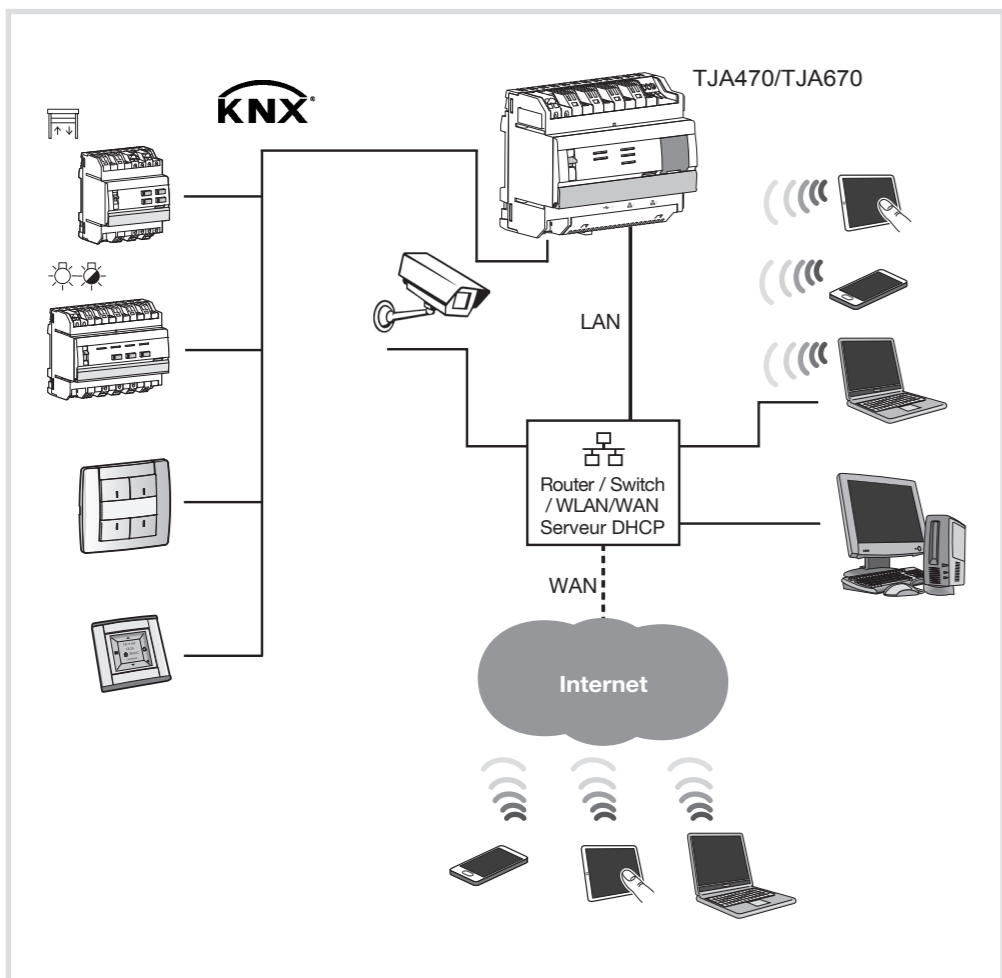 KNX®
TJA470/TJA670
LAN
Router / Switch
/ WLAN/WAN
Serveur DHCP
WAN
Internet